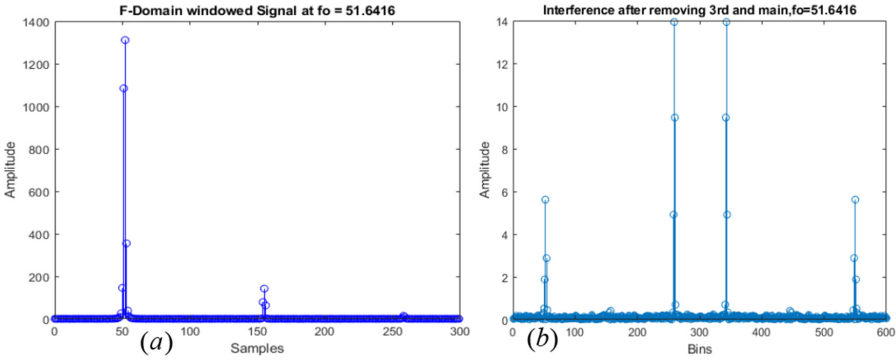 F-Domain windowed Signal at fo = 51.6416
1400
1200
1000
800
600
400
200
0
Amplitude
0 50 100 150 200 250 300
Samples
(a)
Interference after removing 3rd and main,fo=51.6416
14
12
10
8
6
4
2
0
Amplitude
0 100 200 300 400 500 600
Bins
(b)